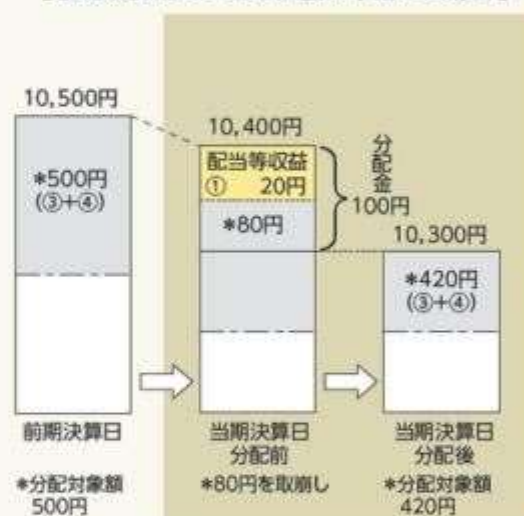 10,500円
*500円
(③+④)
前期決算日
*分配対象額
500円
10,400円
配当等収益
① 20円
*80円
分配金
100円
当期決算日
分配前
*80円を取崩し
10,300円
*420円
(③+④)
当期決算日
分配後
*分配対象額
420円